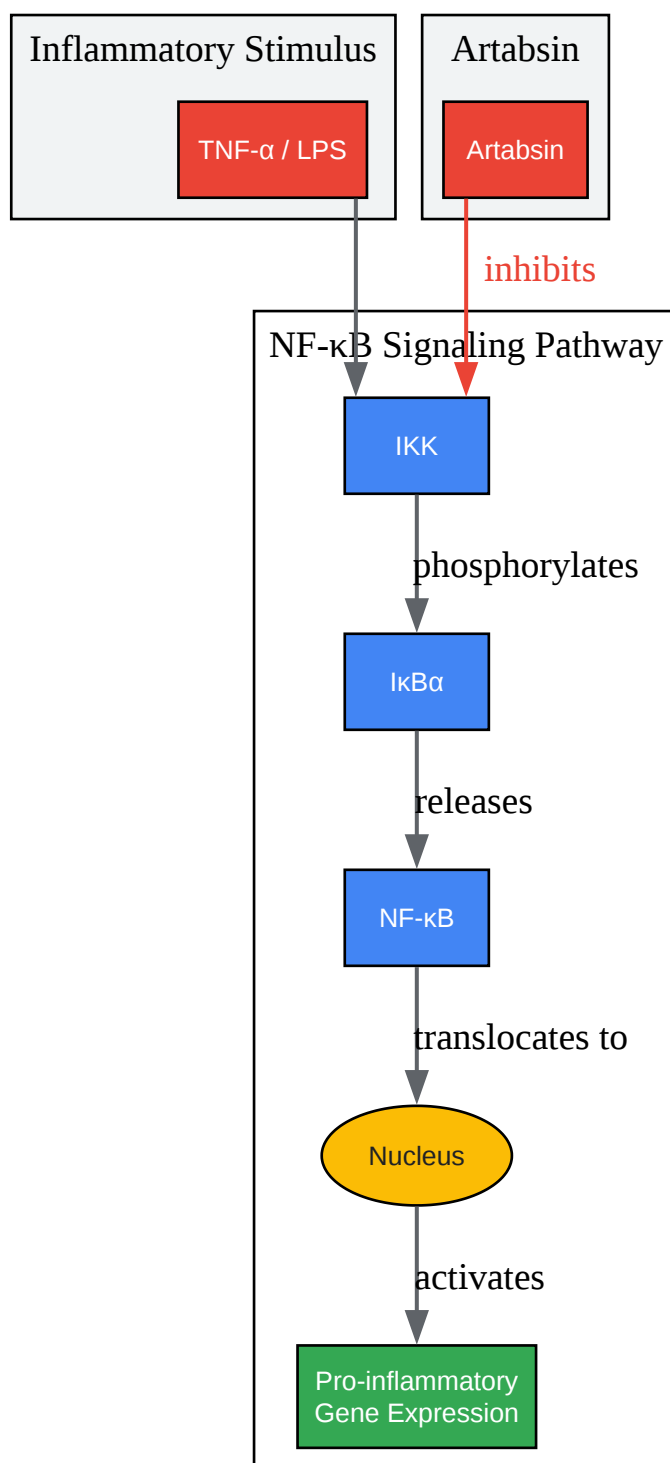 Inflammatory Stimulus
Artabsin
TNF-α / LPS
Artabsin
inhibits
NF-κB Signaling Pathway
IKK
phosphorylates
IκBα
releases
NF-κB
translocates to
Nucleus
activates
Pro-inflammatory
Gene Expression